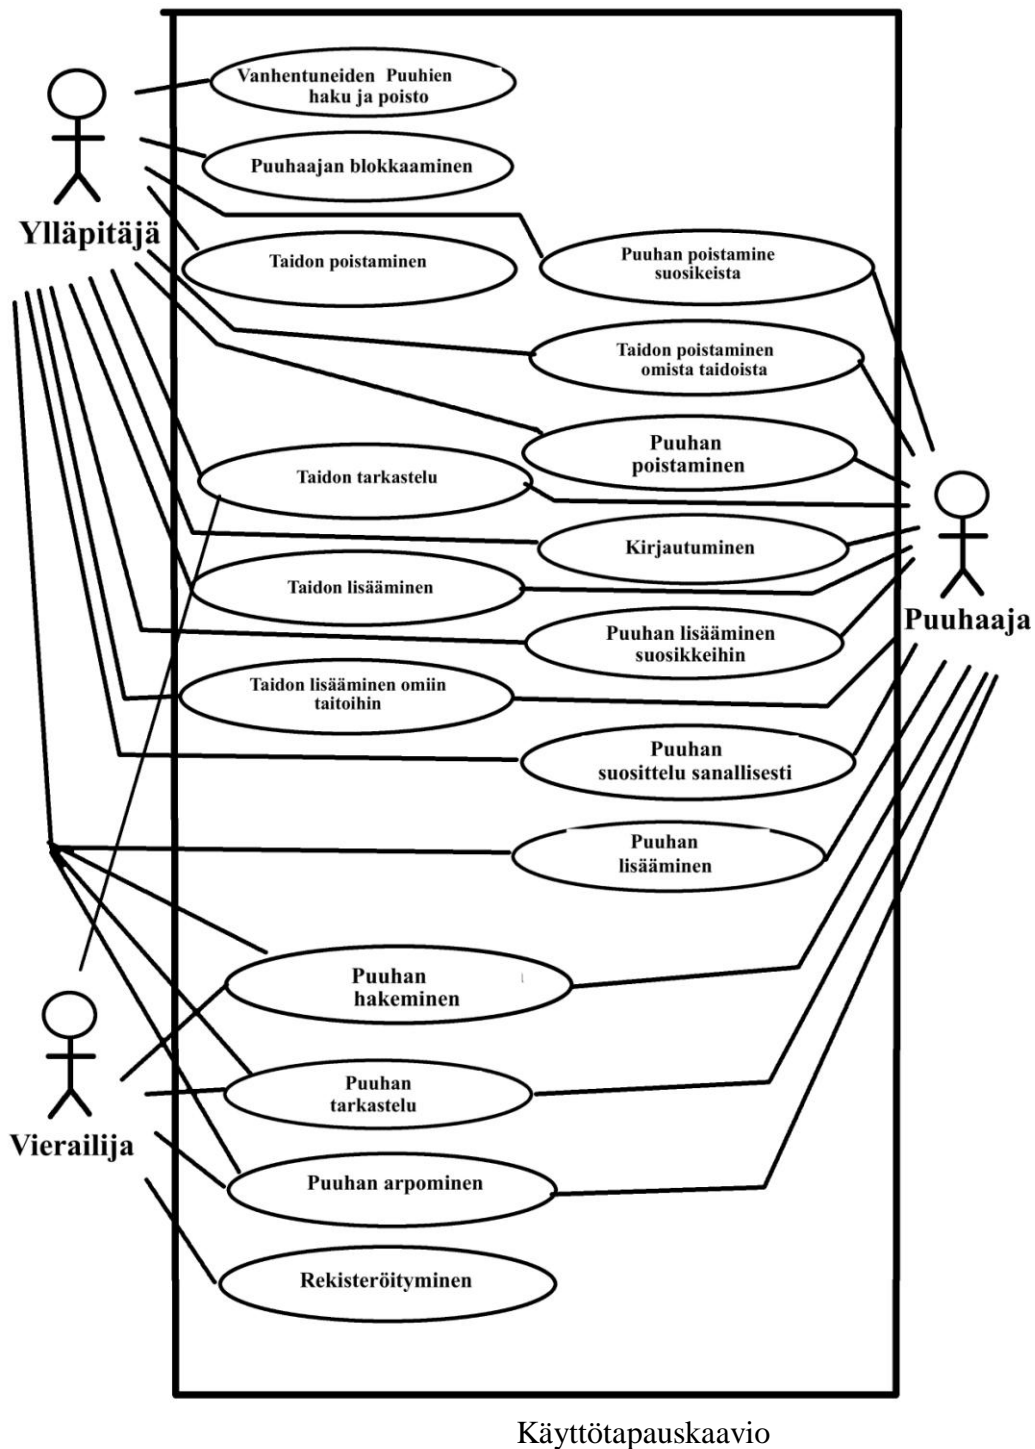 Vanhentuneiden Puuhien
haku ja poisto
Puuhaajan blokkaaminen
Ylläpitäjä
Taidon poistaminen
Puuhan poistamine
suosikeista
Taidon poistaminen
omista taidoista
Puuhan
poistaminen
Taidon tarkastelu
Kirjautuminen
Taidon lisääminen
Puuhaaja
Puuhan lisääminen
suosikkeihin
Taidon lisääminen omiin
taitoihin
Puuhan
suosittelu sanallisesti
Puuhan
lisääminen
Puuhan
hakeminen
Puuhan
tarkastelu
Vierailija
Puuhan arpominen
Rekisteröityminen
Käyttötapauskaavio